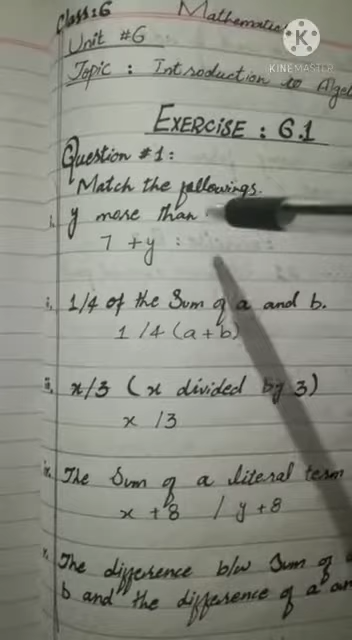 Class:6 Mathematics
KINEMASTER
Unit #6
Topic : Introduction to
EXERCISE : 6.1
Question #1:
Match the followings.
i. y more than
7 + y :
ii. 1/4 of the Sum of a and b.
1/4 (a+b)
iii. x/3 (x divided by 3)
x /3
iv. The Sum of a literal term
x +8 / y +8
v. The difference b/w Sum of
b and the difference of a